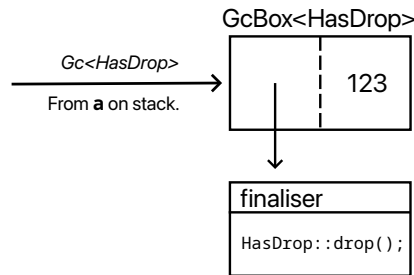 GcBox<HasDrop>
Gc<HasDrop>
From a on stack.
123
finaliser
HasDrop::drop();